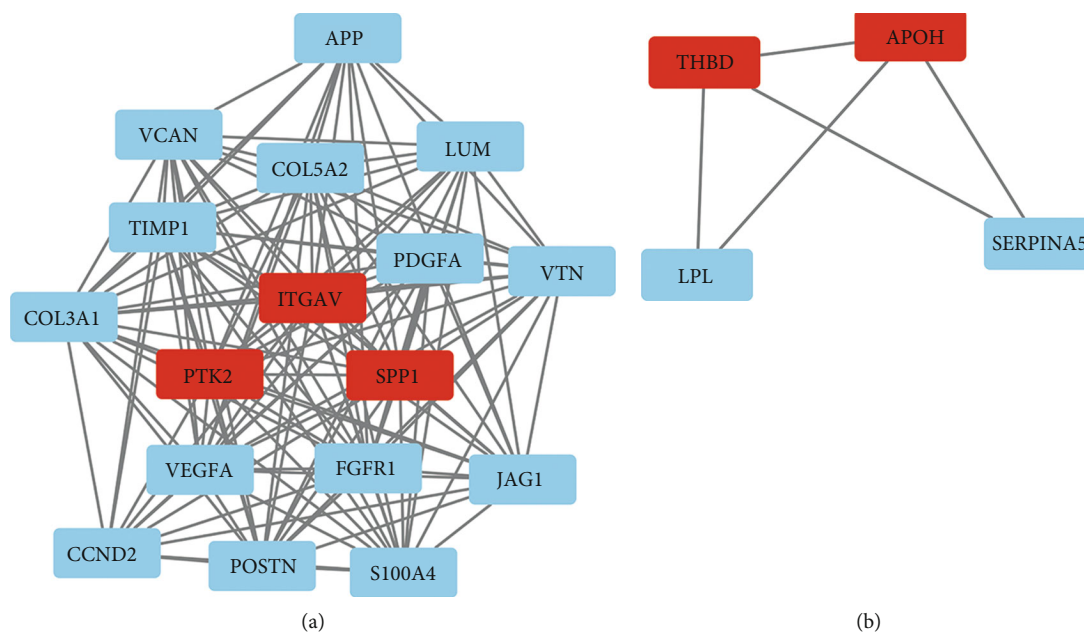 APP
VCAN
LUM
COL5A2
TIMP1
PDGFA
VTN
ITGAV
COL3A1
PTK2
SPP1
VEGFA
FGFR1
JAG1
CCND2
POSTN
S100A4
(a)
APOH
THBD
SERPINA5
LPL
(b)